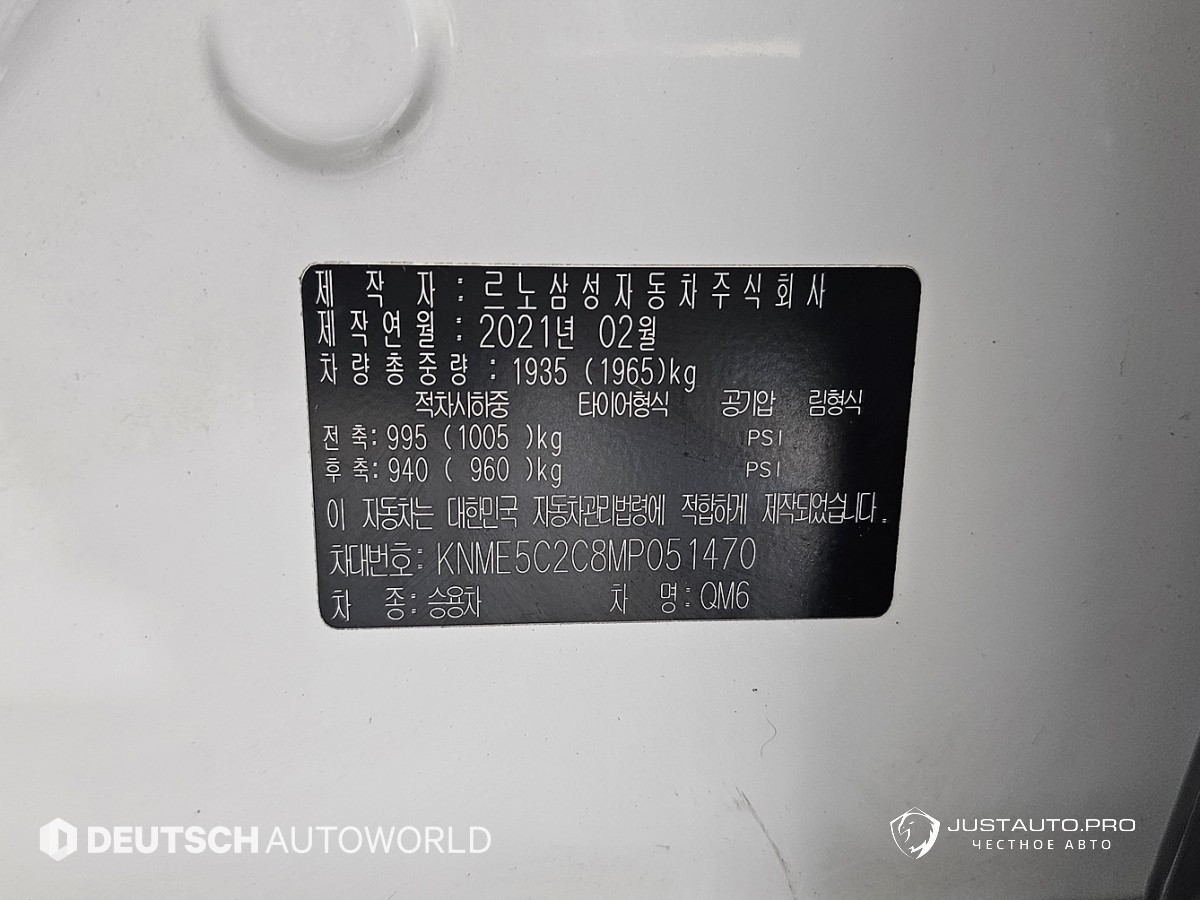 제 작 자 : 르노삼성자동차주식회사
제작연월 : 2021년 02월
차량총중량 : 1935 (1965)kg
적차시하중 타이어형식 공기압 림형식
전축: 995 (1005 )kg PSI
후축: 940 ( 960 )kg PSI
이 자동차는 대한민국 자동차관리법령에 적합하게 제작되었습니다.
차대번호: KNME5C2C8MP051470
차 종: 승용차 차 명: QM6
DEUTSCH AUTOWORLD
JUSTAUTO.PRO
ЧЕСТНОЕ АВТО